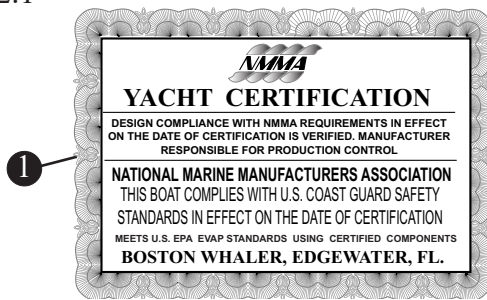 NMMA
YACHT CERTIFICATION
DESIGN COMPLIANCE WITH NMMA REQUIREMENTS IN EFFECT
ON THE DATE OF CERTIFICATION IS VERIFIED. MANUFACTURER
RESPONSIBLE FOR PRODUCTION CONTROL
1
NATIONAL MARINE MANUFACTURERS ASSOCIATION
THIS BOAT COMPLIES WITH U.S. COAST GUARD SAFETY
STANDARDS IN EFFECT ON THE DATE OF CERTIFICATION
MEETS U.S. EPA EVAP STANDARDS USING CERTIFIED COMPONENTS
BOSTON WHALER, EDGEWATER, FL.